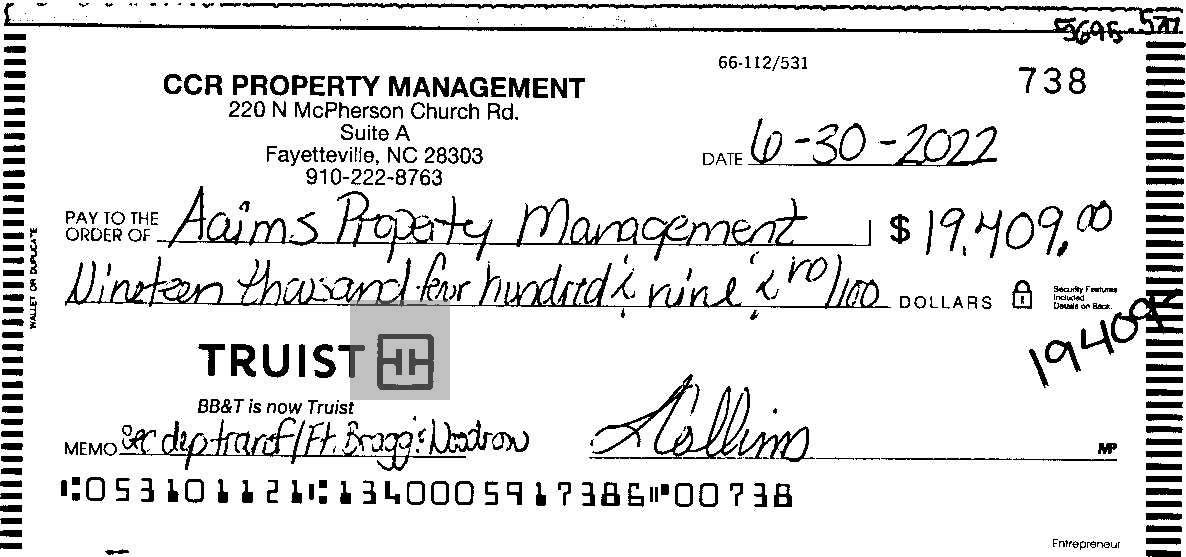 5695.577
66-112/531
738
CCR PROPERTY MANAGEMENT
220 N McPherson Church Rd.
Suite A
Fayetteville, NC 28303
910-222-8763
DATE 6-30-2022
PAY TO THE ORDER OF Aaims Property Management $ 19,409.00
Nineteen thousand four hundred & nine & no/100 DOLLARS
Security Features Included Details on Back.
WALLET OR DUPLICATE
19409
TRUIST
BB&T is now Truist
MEMO sec dep transf/Ft. Bragg & Woodrow
Collins
MP
⑆053101121⑆1340005917386⑈00738
Entrepreneur